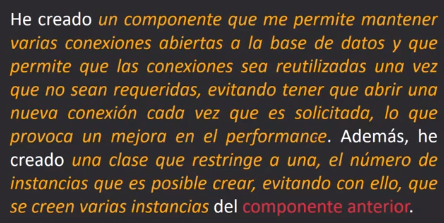 He creado un componente que me permite mantener
varias conexiones abiertas a la base de datos y que
permite que las conexiones sea reutilizadas una vez
que no sean requeridas, evitando tener que abrir una
nueva conexión cada vez que es solicitada, lo que
provoca un mejora en el performance. Además, he
creado una clase que restringe a una, el número de
instancias que es posible crear, evitando con ello, que
se creen varias instancias del componente anterior.